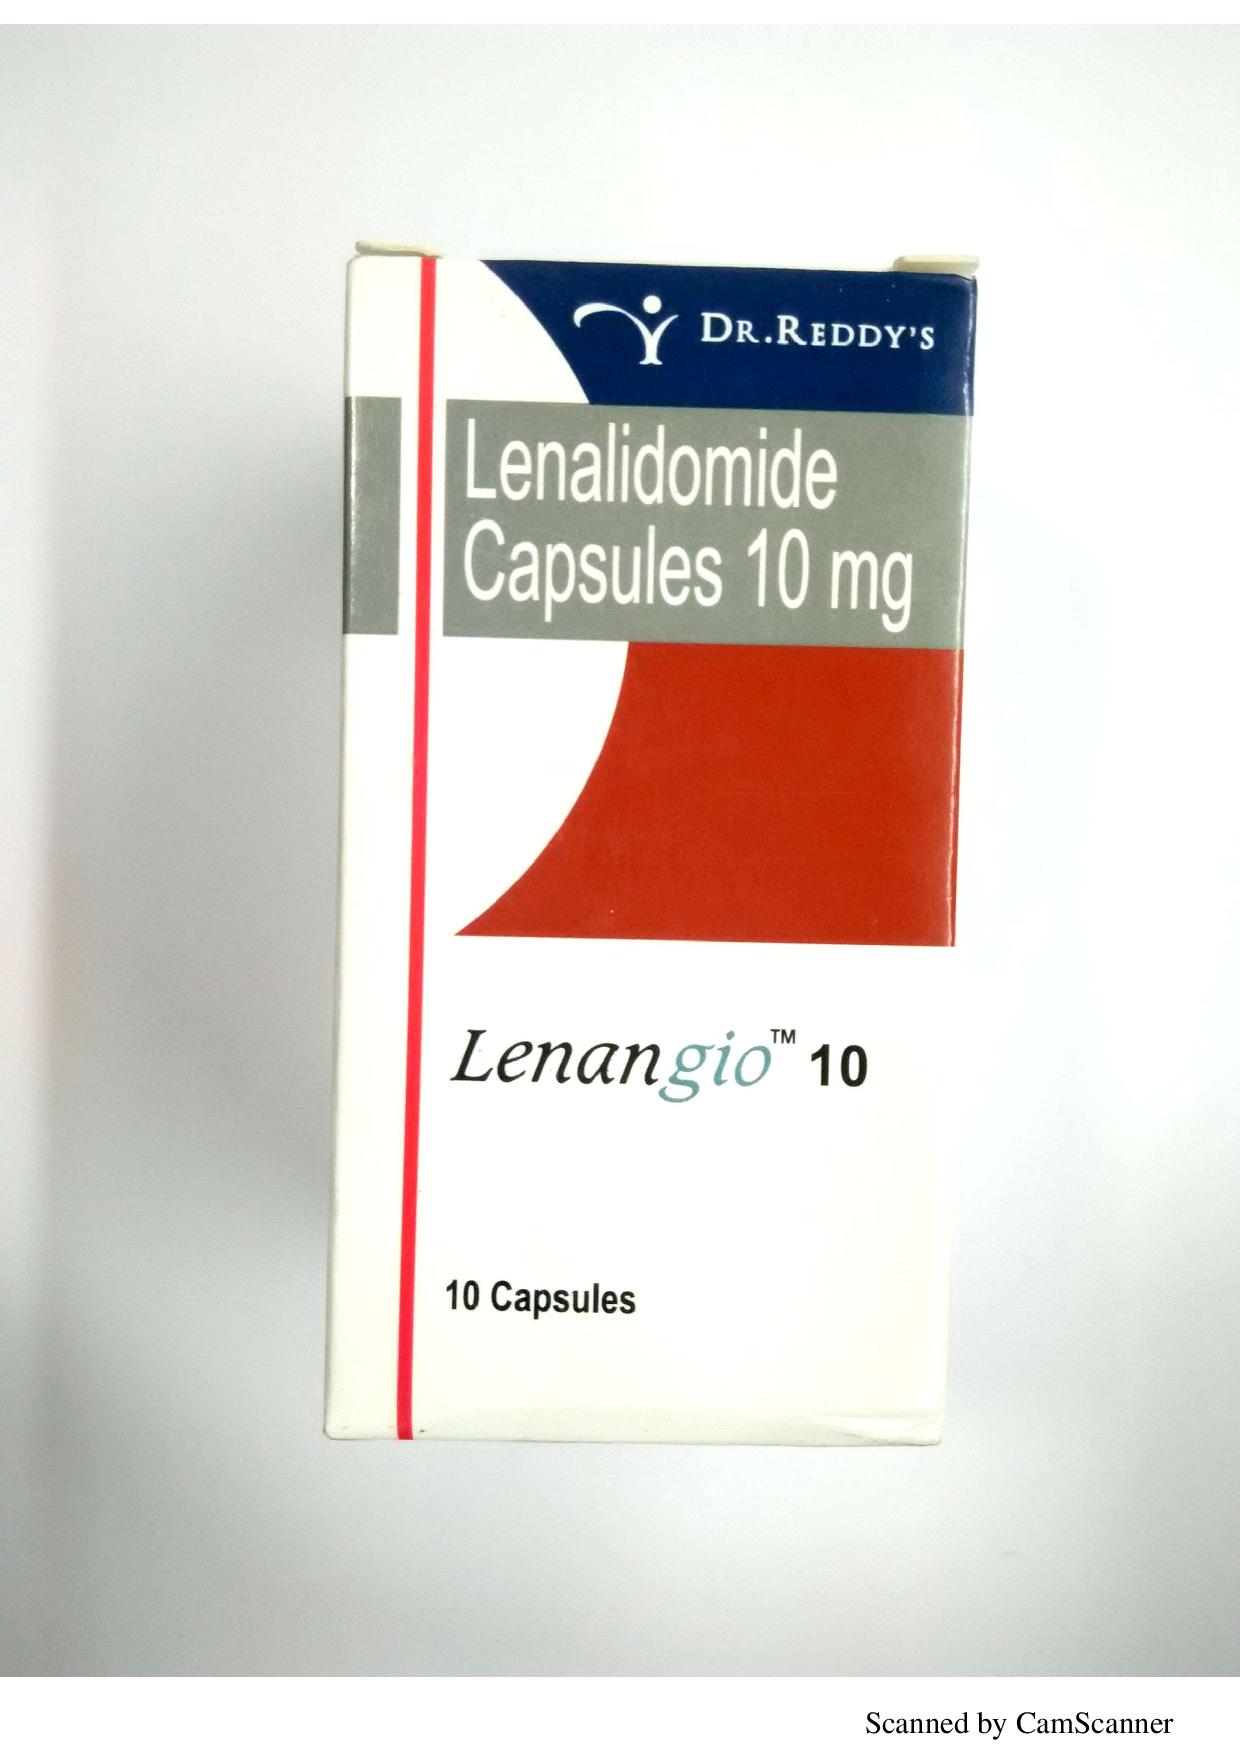 DR.REDDY'S
Lenalidomide
Capsules 10 mg
Lenangio™ 10
10 Capsules
Scanned by CamScanner